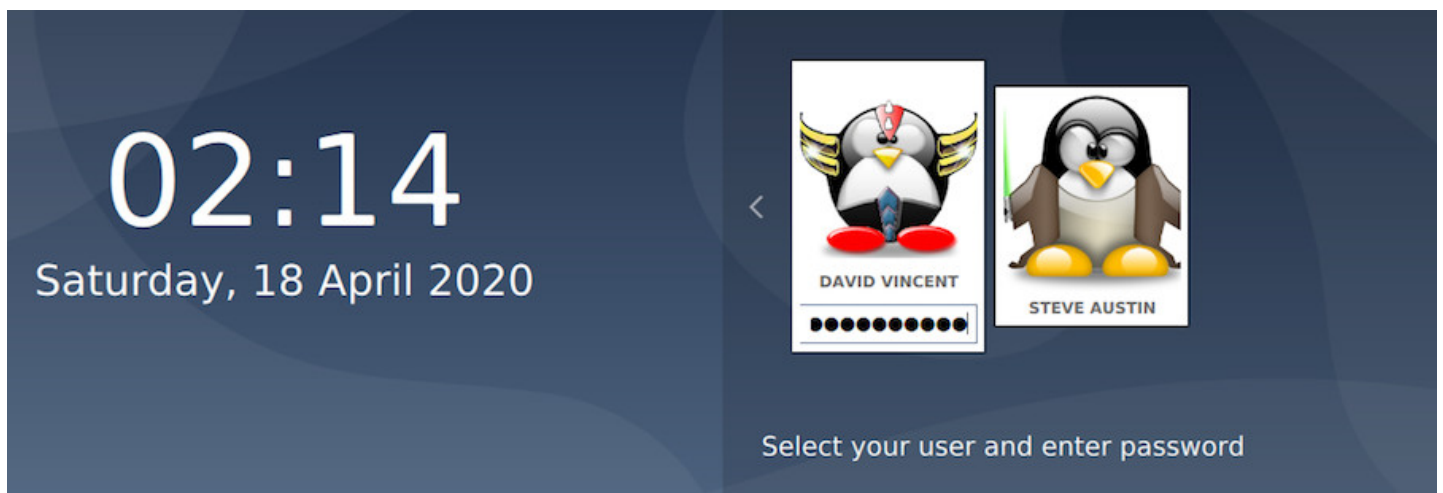 02:14
Saturday, 18 April 2020
DAVID VINCENT
STEVE AUSTIN
Select your user and enter password